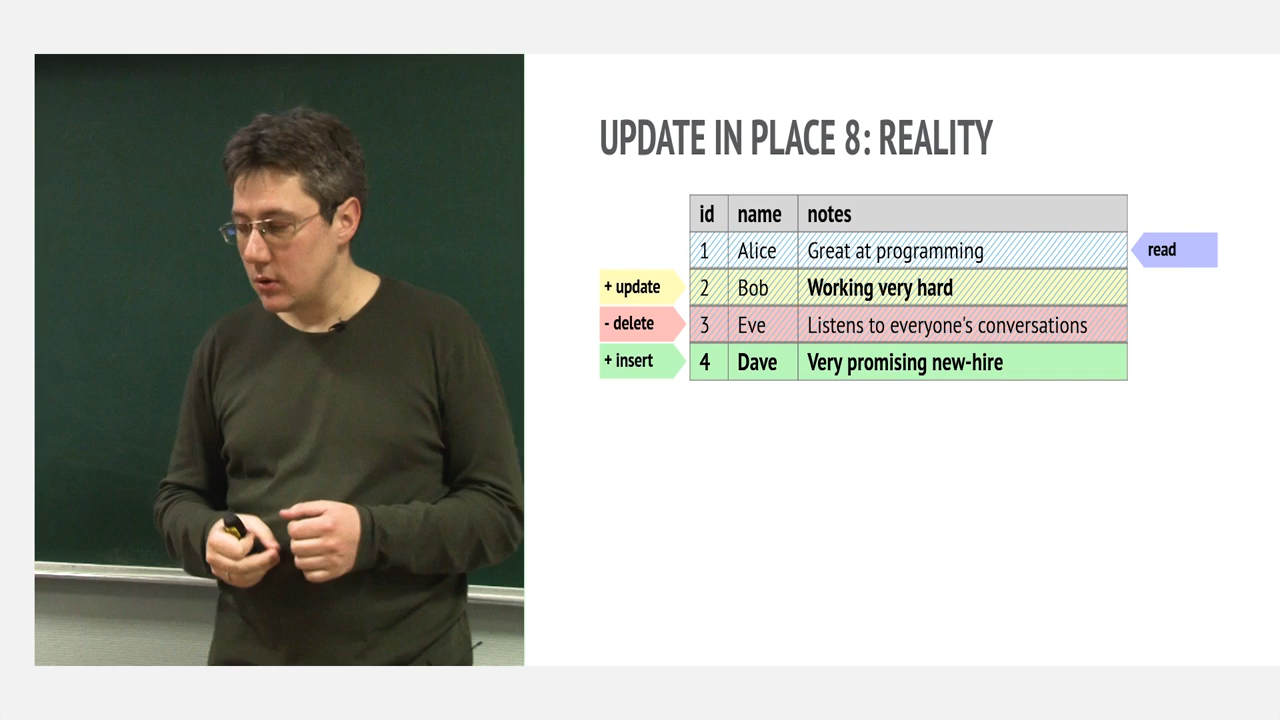 UPDATE IN PLACE 8: REALITY
id name notes
1 Alice Great at programming read
+ update 2 Bob Working very hard
- delete 3 Eve Listens to everyone's conversations
+ insert 4 Dave Very promising new-hire